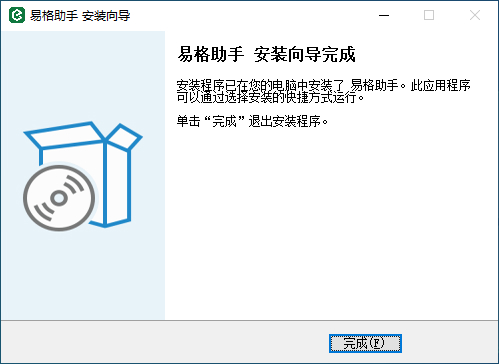 易格助手 安装向导
易格助手 安装向导完成
安装程序已在您的电脑中安装了 易格助手。此应用程序
可以通过选择安装的快捷方式运行。
单击“完成”退出安装程序。
完成(F)